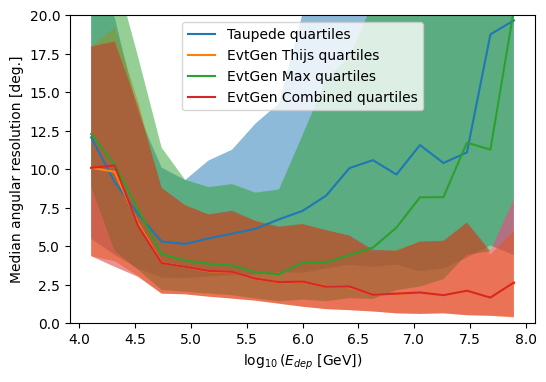 20.0
17.5
15.0
12.5
10.0
7.5
5.0
2.5
0.0
Median angular resolution [deg.]
Taupede quartiles
EvtGen Thijs quartiles
EvtGen Max quartiles
EvtGen Combined quartiles
4.0 4.5 5.0 5.5 6.0 6.5 7.0 7.5 8.0
log₁₀(E_dep [GeV])